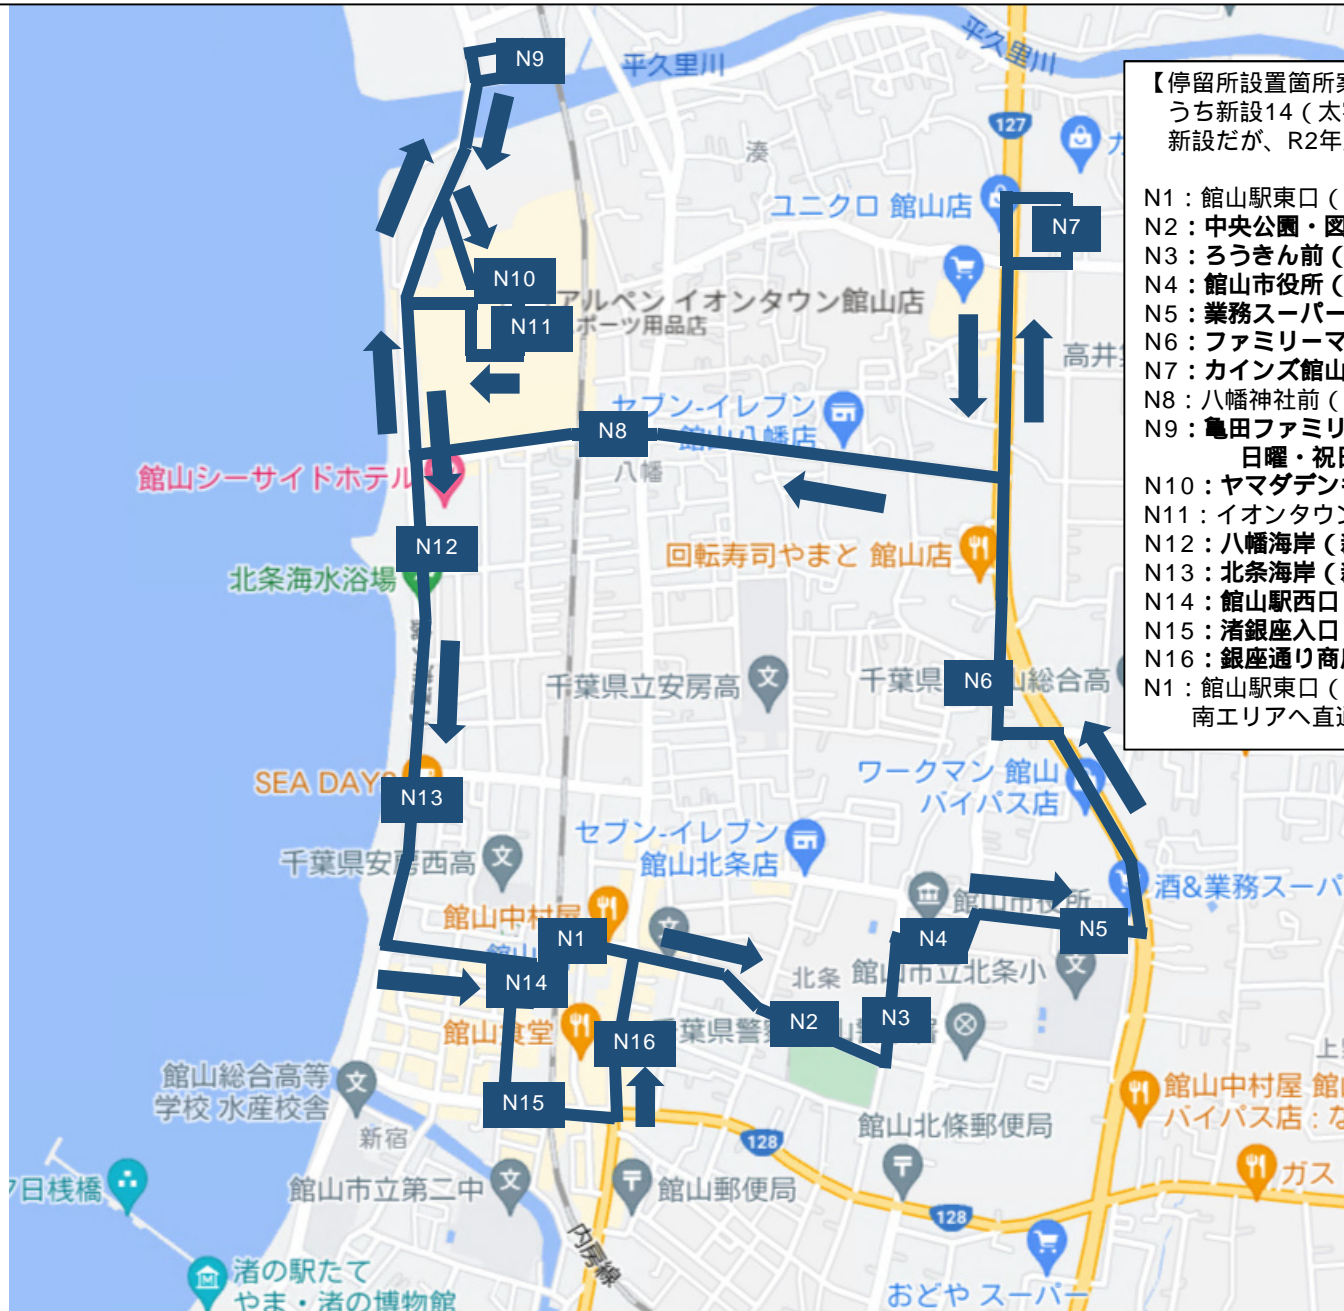 N9
平久里川
平久里川
127
湊
ユニクロ 館山店
N7
N10
アルペン イオンタウン館山店
N11
ポーツ用品店
高井
セブン-イレブン
館山八幡店
N8
八幡
館山シーサイドホテル
N12
回転寿司やまと 館山店
北条海水浴場
千葉県立安房高
千葉県
N6
山総合高
SEA DAYS
N13
ワークマン 館山
バイパス店
セブン-イレブン
館山北条店
千葉県安房西高
酒&業務スーパ
館山中村屋
館山市役所
N1
N4
N5
館山
北条
館山市立北条小
N14
N2
N3
館山食堂
N16
千葉県警察
館山総合高等
学校 水産校舎
N15
新宿
館山中村屋 館
バイパス店：な
館山北條郵便局
128
夕日桟橋
館山市立第二中
館山郵便局
ガス
128
内房線
渚の駅たて
やま・渚の博物館
おどや スーパー
【停留所設置箇所案
うち新設14（太
新設だが、R2年
N1：館山駅東口（
N2：中央公園・図
N3：ろうきん前（
N4：館山市役所（
N5：業務スーパー
N6：ファミリーマ
N7：カインズ館山
N8：八幡神社前（
N9：亀田ファミリ
日曜・祝日
N10：ヤマダデン
N11：イオンタウン
N12：八幡海岸（新
N13：北条海岸（新
N14：館山駅西口
N15：渚銀座入口
N16：銀座通り商店
N1：館山駅東口（
南エリアへ直通